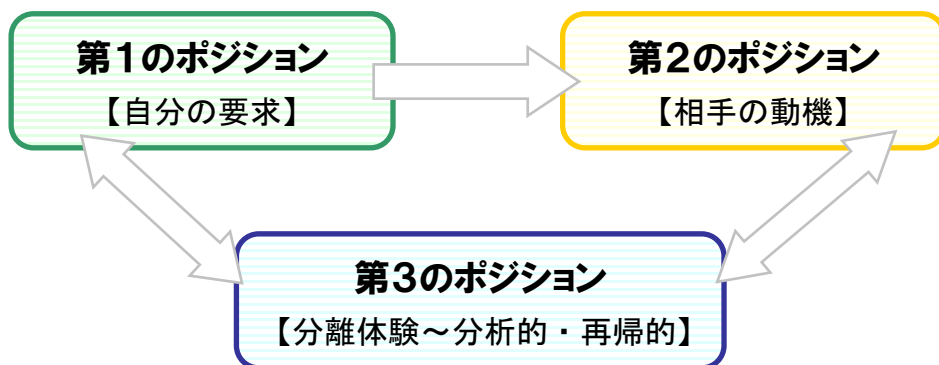 第１のポジション
【自分の要求】
第２のポジション
【相手の動機】
第３のポジション
【分離体験～分析的・再帰的】